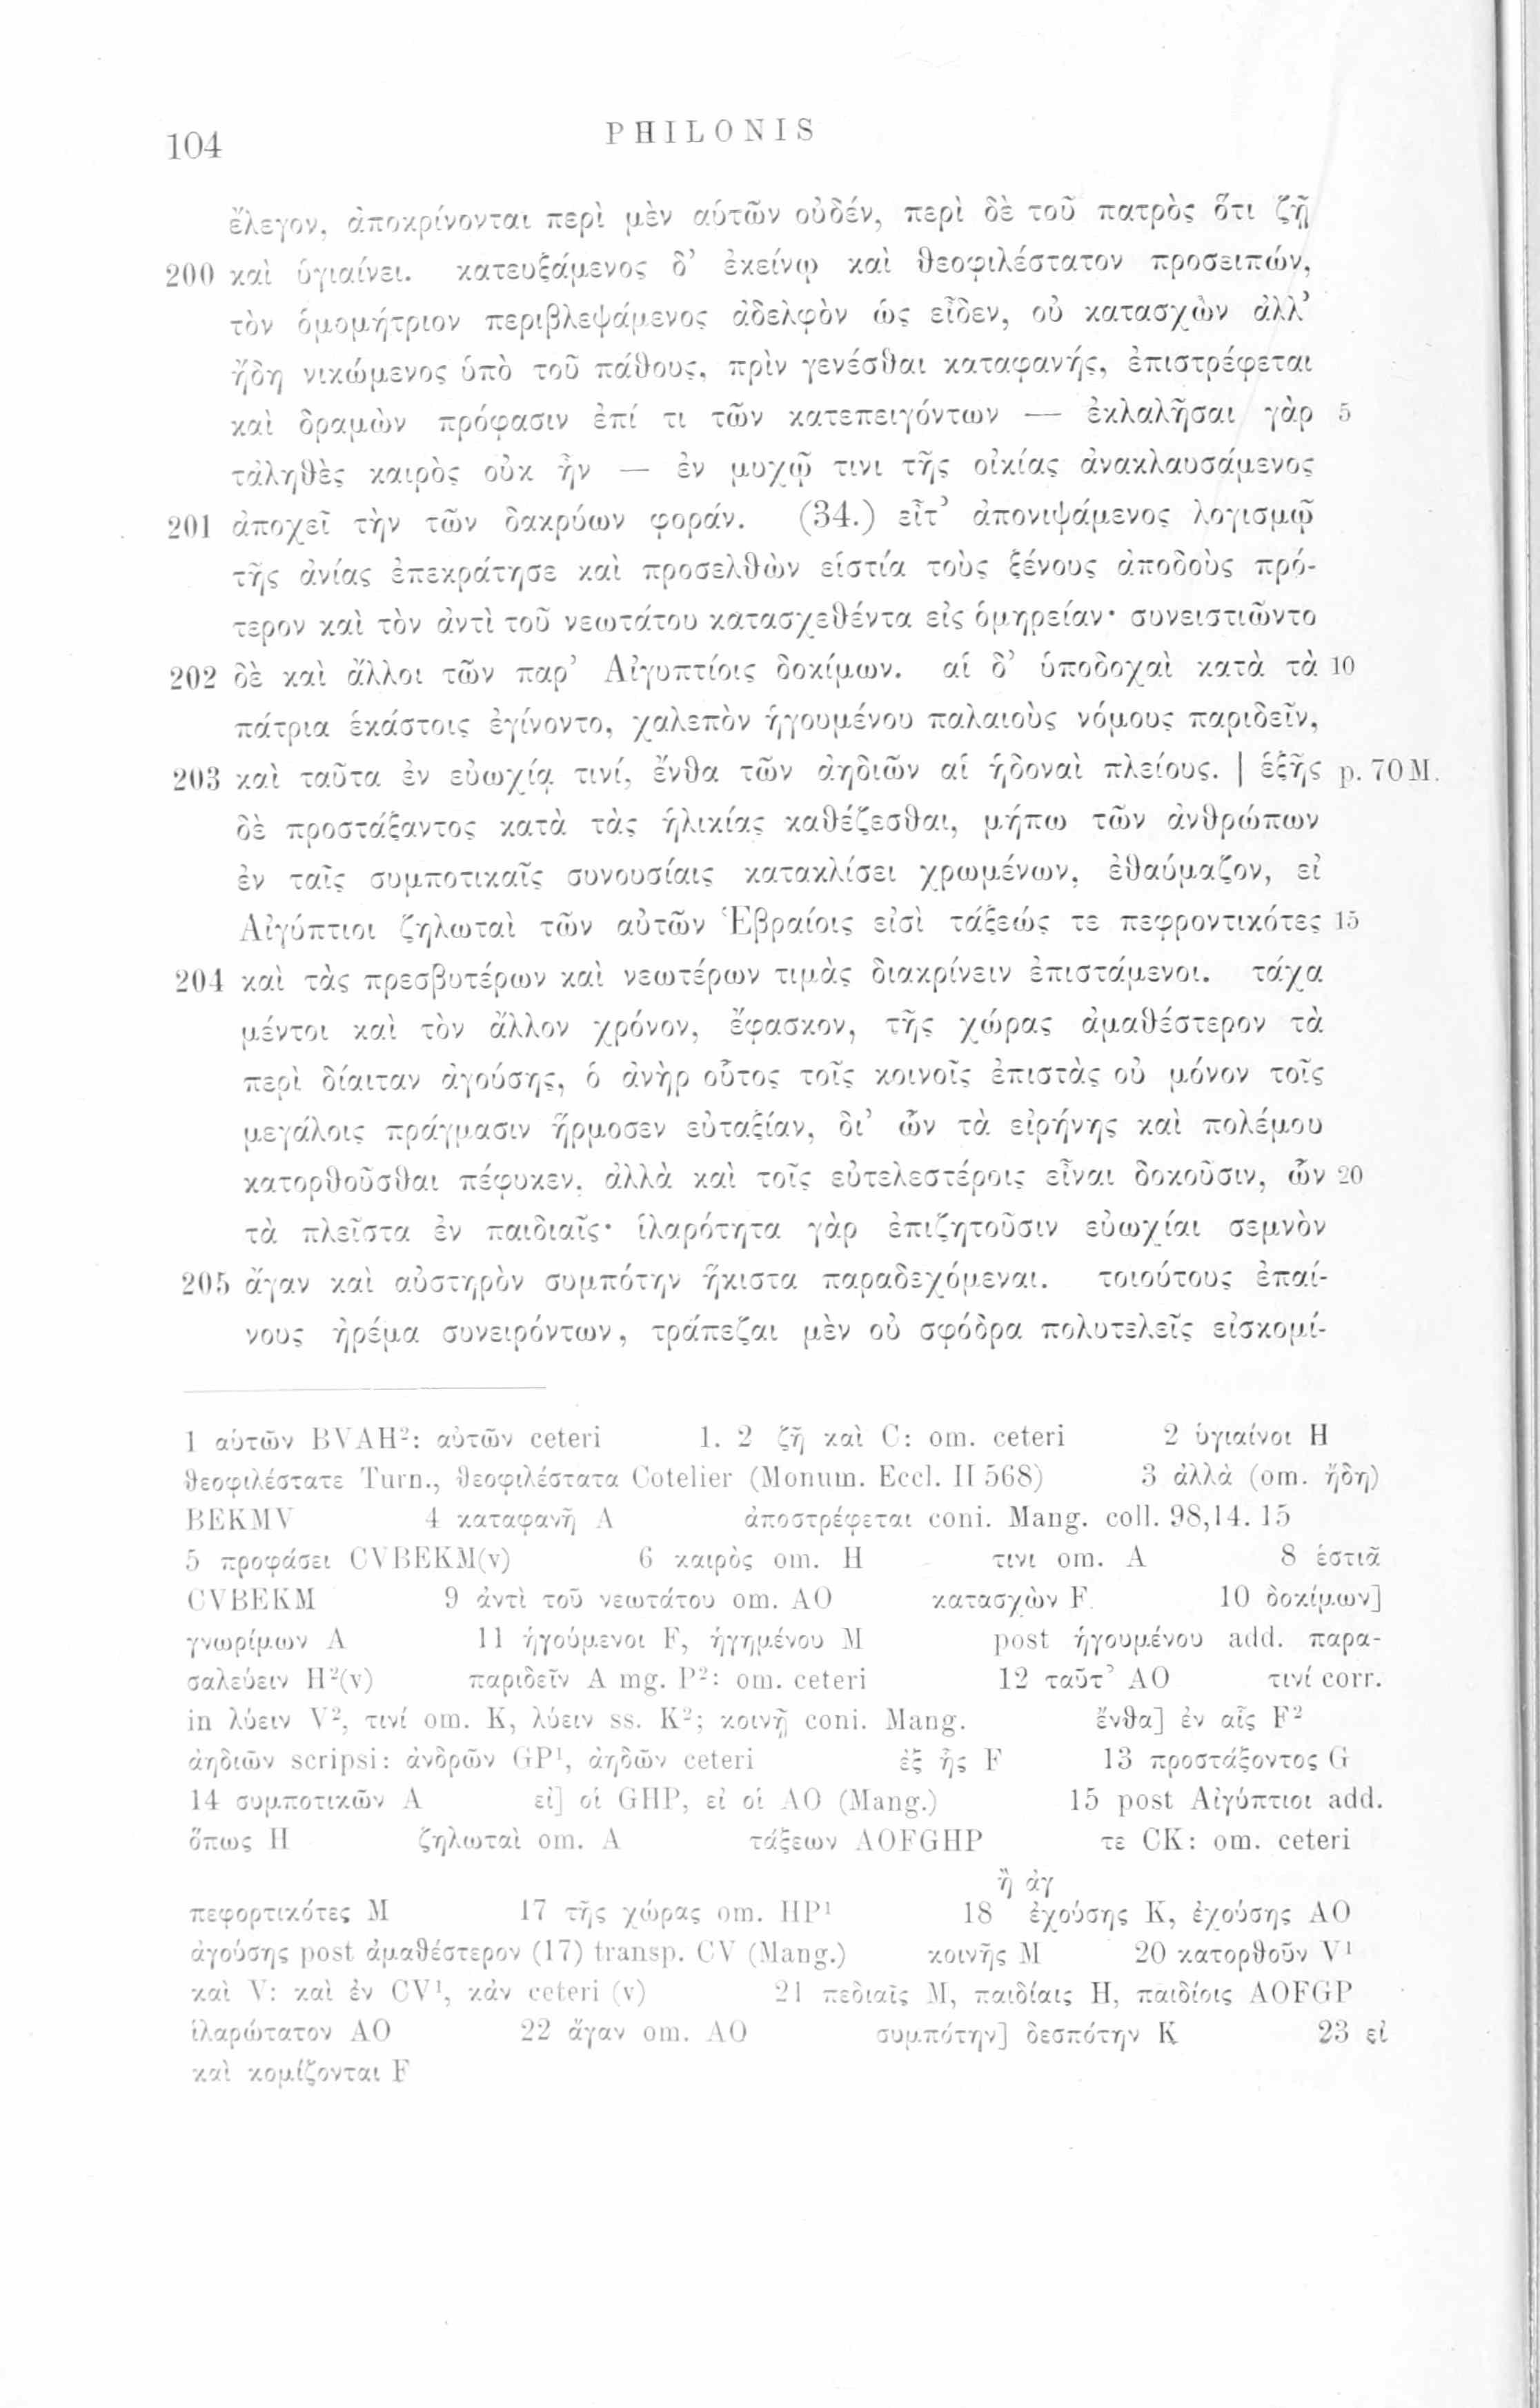 104 PHILONIS
ἔλεγον, ἀποκρίνονται περὶ μὲν αὑτῶν οὐδέν, περὶ δὲ τοῦ πατρὸς ὅτι ζῇ
200 καὶ ὑγιαίνει. κατευξάμενος δ’ ἐκείνῳ καὶ θεοφιλέστατον προσειπών,
τὸν ὁμομήτριον περιβλεψάμενος ἀδελφὸν ὡς εἶδεν, οὐ κατασχὼν ἀλλ’
ἤδη νικώμενος ὑπὸ τοῦ πάθους, πρὶν γενέσθαι καταφανής, ἐπιστρέφεται
καὶ δραμὼν πρόφασιν ἐπί τι τῶν κατεπειγόντων — ἐκλαλῆσαι γὰρ 5
τἀληθὲς καιρὸς οὐκ ἦν — ἐν μυχῷ τινι τῆς οἰκίας ἀνακλαυσάμενος
201 ἀποχεῖ τὴν τῶν δακρύων φοράν. (34.) εἶτ’ ἀπονιψάμενος λογισμῷ
τῆς ἀνίας ἐπεκράτησε καὶ προσελθὼν εἱστία τοὺς ξένους ἀποδοὺς πρό-
τερον καὶ τὸν ἀντὶ τοῦ νεωτάτου κατασχεθέντα εἰς ὁμηρείαν· συνειστιῶντο
202 δὲ καὶ ἄλλοι τῶν παρ’ Αἰγυπτίοις δοκίμων. αἱ δ’ ὑποδοχαὶ κατὰ τὰ 10
πάτρια ἑκάστοις ἐγίνοντο, χαλεπὸν ἡγουμένου παλαιοὺς νόμους παριδεῖν,
203 καὶ ταῦτα ἐν εὐωχίᾳ τινί, ἔνθα τῶν ἀηδιῶν αἱ ἡδοναὶ πλείους. | ἑξῆς p. 70 M.
δὲ προστάξαντος κατὰ τὰς ἡλικίας καθέζεσθαι, μήπω τῶν ἀνθρώπων
ἐν ταῖς συμποτικαῖς συνουσίαις κατακλίσει χρωμένων, ἐθαύμαζον, εἰ
Αἰγύπτιοι ζηλωταὶ τῶν αὐτῶν Ἑβραίοις εἰσὶ τάξεώς τε πεφροντικότες 15
204 καὶ τὰς πρεσβυτέρων καὶ νεωτέρων τιμὰς διακρίνειν ἐπιστάμενοι. τάχα
μέντοι καὶ τὸν ἄλλον χρόνον, ἔφασκον, τῆς χώρας ἀμαθέστερον τὰ
περὶ δίαιταν ἀγούσης, ὁ ἀνὴρ οὗτος τοῖς κοινοῖς ἐπιστὰς οὐ μόνον τοῖς
μεγάλοις πράγμασιν ἥρμοσεν εὐταξίαν, δι’ ὧν τὰ εἰρήνης καὶ πολέμου
κατορθοῦσθαι πέφυκεν, ἀλλὰ καὶ τοῖς εὐτελεστέροις εἶναι δοκοῦσιν, ὧν 20
τὰ πλεῖστα ἐν παιδιαῖς· ἱλαρότητα γὰρ ἐπιζητοῦσιν εὐωχίαι σεμνὸν
205 ἄγαν καὶ αὐστηρὸν συμπότην ἥκιστα παραδεχόμεναι. τοιούτους ἐπαί-
νους ἠρέμα συνειρόντων, τράπεζαι μὲν οὐ σφόδρα πολυτελεῖς εἰσκομί-
1 αὑτῶν BVAH²: αὐτῶν ceteri 1. 2 ζῇ καὶ C: om. ceteri 2 ὑγιαίνοι H
θεοφιλέστατε Turn., θεοφιλέστατα Cotelier (Monum. Eccl. II 568) 3 ἀλλὰ (om. ἤδη)
BEKMV 4 καταφανῆ A ἀποστρέφεται coni. Mang. coll. 98,14. 15
5 προφάσει CVBEKM(v) 6 καιρὸς om. H τινι om. A 8 ἑστιᾶ
CVBEKM 9 ἀντὶ τοῦ νεωτάτου om. AO κατασχὼν F 10 δοκίμων]
γνωρίμων A 11 ἡγούμενοι F, ἡγημένου M post ἡγουμένου add. παρα-
σαλεύειν H²(v) παριδεῖν A mg. P²: om. ceteri 12 ταῦτ’ AO τινί corr.
in λύειν V², τινί om. K, λύειν ss. K²; κοινῇ coni. Mang. ἔνθα] ἐν αἷς F²
ἀηδιῶν scripsi: ἀνδρῶν GP¹, ἀηδῶν ceteri ἐξ ἧς F 13 προστάξοντος G
14 συμποτικῶν A εἰ] οἱ GHP, εἰ οἱ AO (Mang.) 15 post Αἰγύπτιοι add.
ὅπως H ζηλωταὶ om. A τάξεων AOFGHP τε CK: om. ceteri
ἢ ἀγ
πεφορτικότες M 17 τῆς χώρας om. HP¹ 18 ἐχούσης K, ἐχούσης AO
ἀγούσης post ἀμαθέστερον (17) transp. CV (Mang.) κοινῆς M 20 κατορθοῦν V¹
καὶ V: καὶ ἐν CV¹, κἀν ceteri (v) 21 πεδιαῖς M, παιδίαις H, παιδίοις AOFGP
ἱλαρώτατον AO 22 ἄγαν om. AO συμπότην] δεσπότην K 23 εἰ
καὶ κομίζονται F